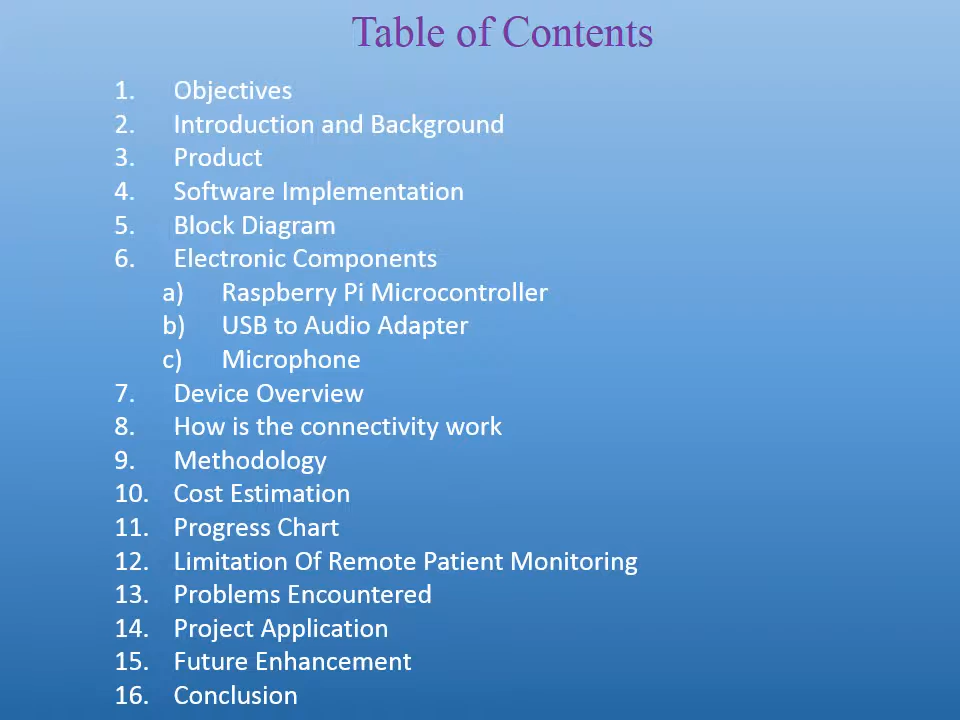 Table of Contents
1. Objectives
2. Introduction and Background
3. Product
4. Software Implementation
5. Block Diagram
6. Electronic Components
a) Raspberry Pi Microcontroller
b) USB to Audio Adapter
c) Microphone
7. Device Overview
8. How is the connectivity work
9. Methodology
10. Cost Estimation
11. Progress Chart
12. Limitation Of Remote Patient Monitoring
13. Problems Encountered
14. Project Application
15. Future Enhancement
16. Conclusion